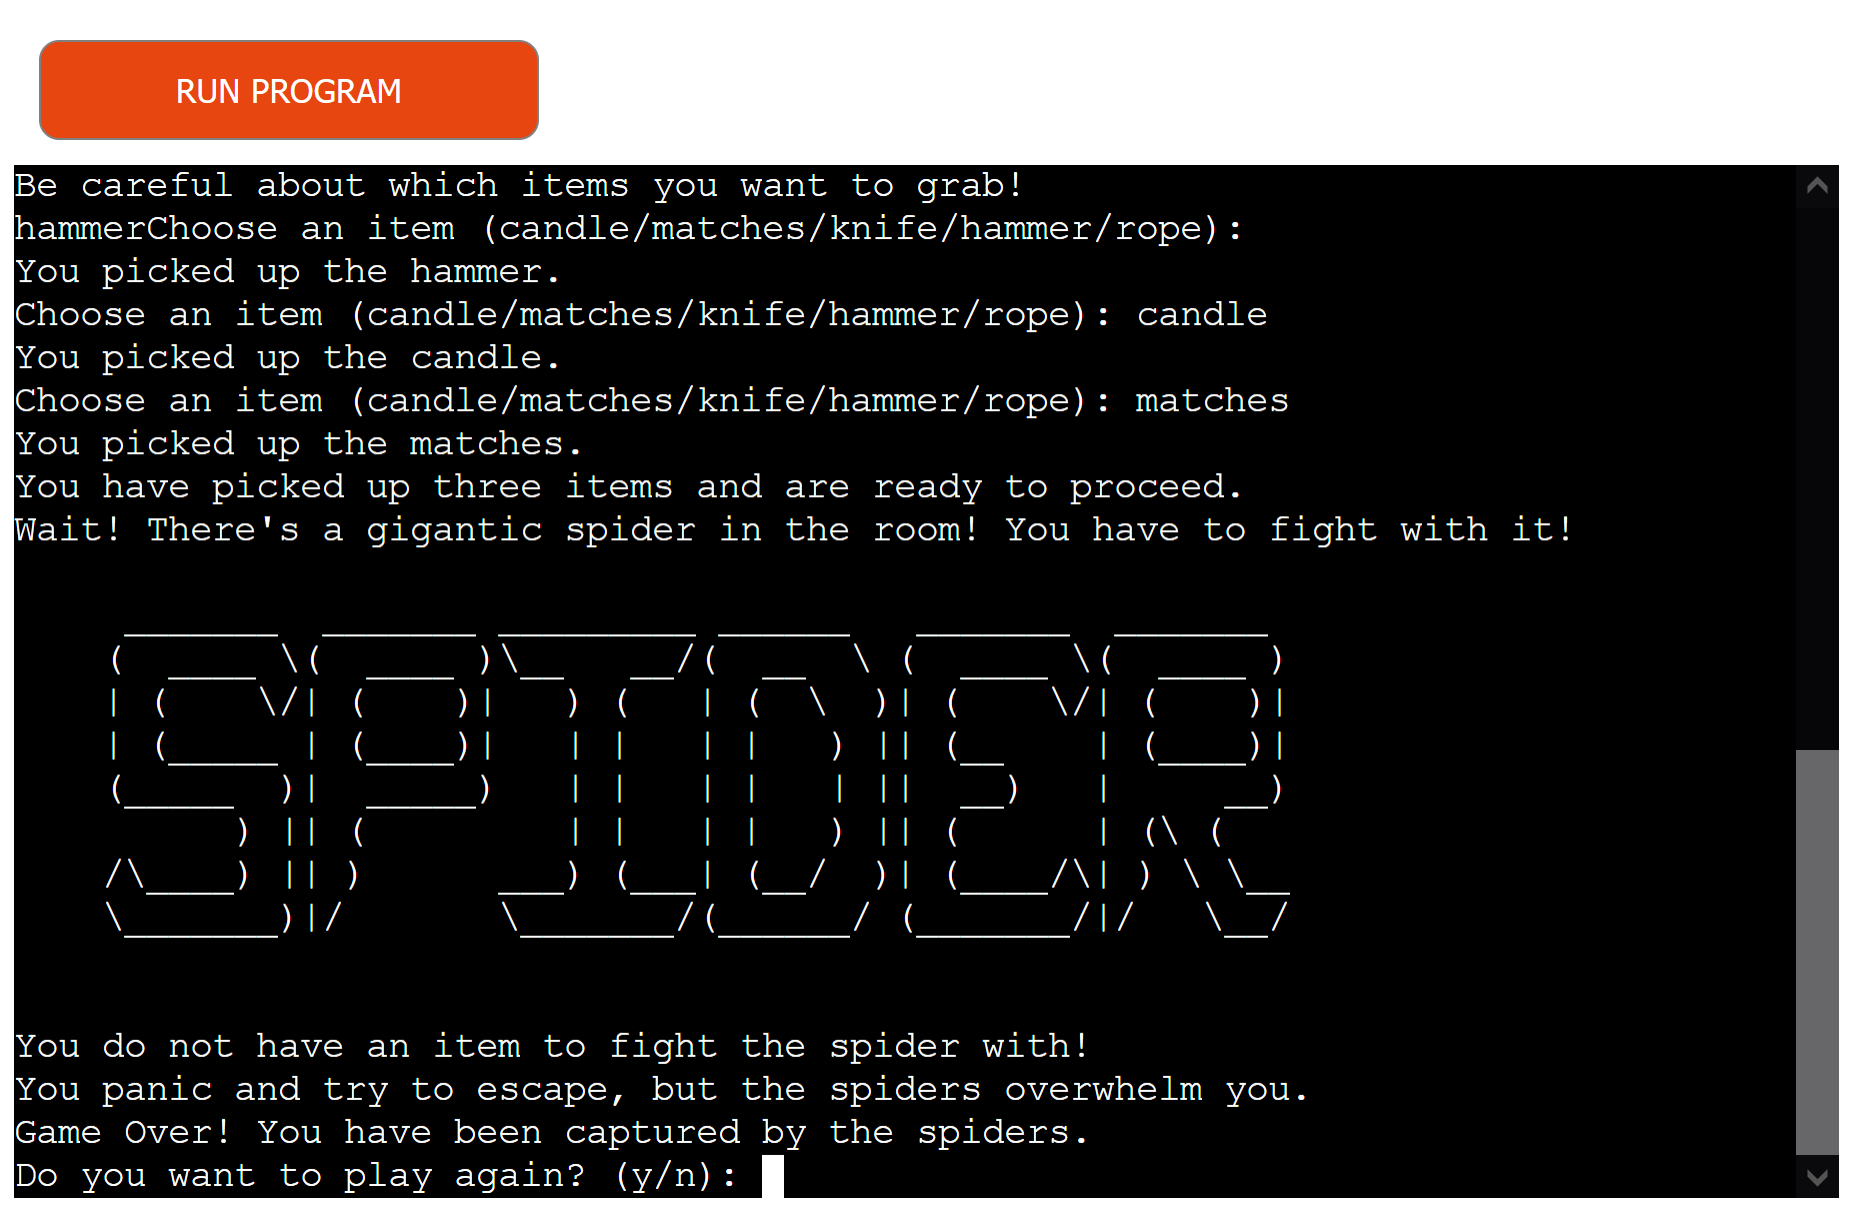 RUN PROGRAM
Be careful about which items you want to grab!
hammerChoose an item (candle/matches/knife/hammer/rope):
You picked up the hammer.
Choose an item (candle/matches/knife/hammer/rope): candle
You picked up the candle.
Choose an item (candle/matches/knife/hammer/rope): matches
You picked up the matches.
You have picked up three items and are ready to proceed.
Wait! There's a gigantic spider in the room! You have to fight with it!
SPIDER
You do not have an item to fight the spider with!
You panic and try to escape, but the spiders overwhelm you.
Game Over! You have been captured by the spiders.
Do you want to play again? (y/n):